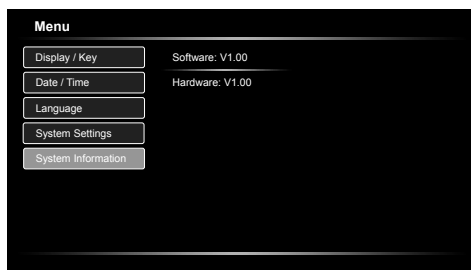 Menu
Display / Key
Software: V1.00
Date / Time
Hardware: V1.00
Language
System Settings
System Information